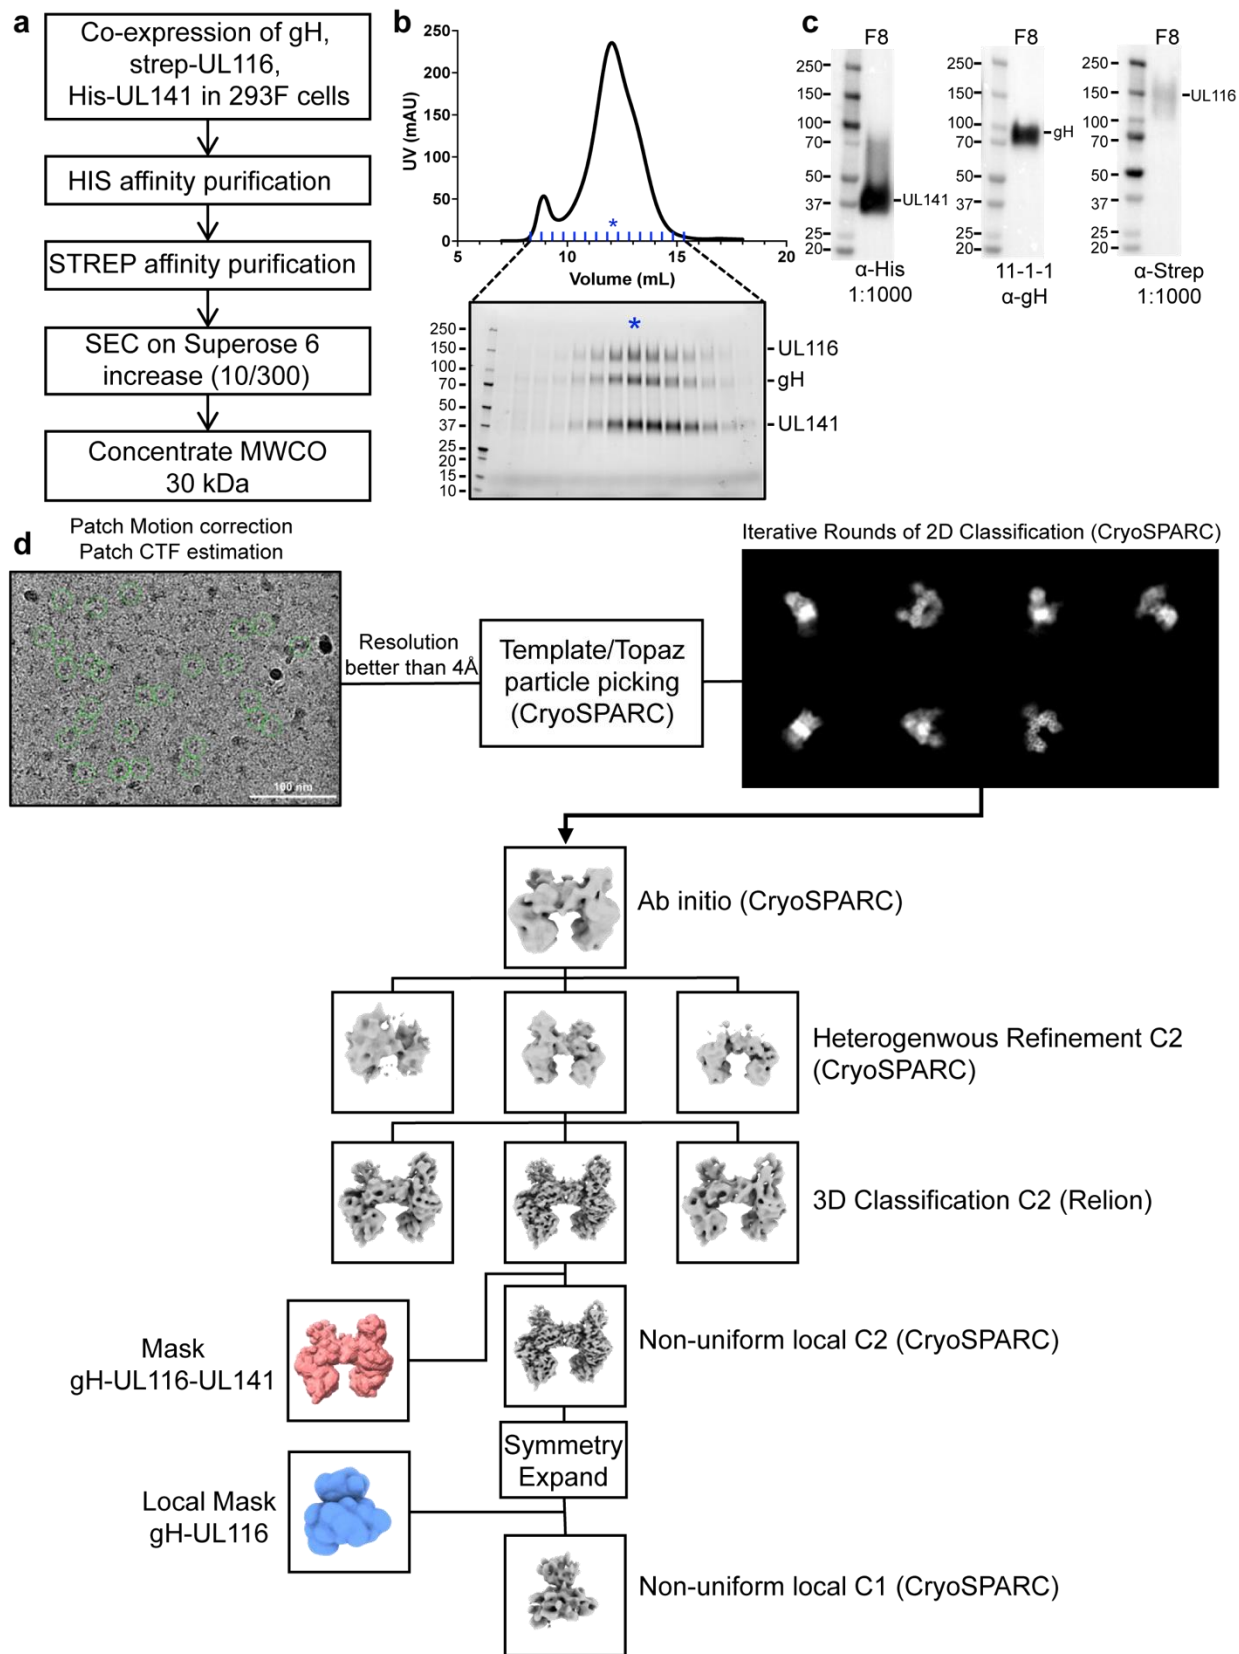 a
Co-expression of gH,
strep-UL116,
His-UL141 in 293F cells
HIS affinity purification
STREP affinity purification
SEC on Superose 6
increase (10/300)
Concentrate MWCO
30 kDa
b
UV (mAU)
250
200
150
100
50
0
5
10
15
20
*
Volume (mL)
*
250
150
100
70
50
37
25
20
15
10
UL116
gH
UL141
c
F8
250
150
100
70
50
37
25
20
UL141
α-His
1:1000
F8
250
150
100
70
50
37
25
20
gH
11-1-1
α-gH
F8
250
150
100
70
50
37
25
20
UL116
α-Strep
1:1000
d
Patch Motion correction
Patch CTF estimation
100 nm
Resolution
better than 4Å
Template/Topaz
particle picking
(CryoSPARC)
Iterative Rounds of 2D Classification (CryoSPARC)
Ab initio (CryoSPARC)
Heterogenwous Refinement C2
(CryoSPARC)
3D Classification C2 (Relion)
Mask
gH-UL116-UL141
Non-uniform local C2 (CryoSPARC)
Symmetry
Expand
Local Mask
gH-UL116
Non-uniform local C1 (CryoSPARC)